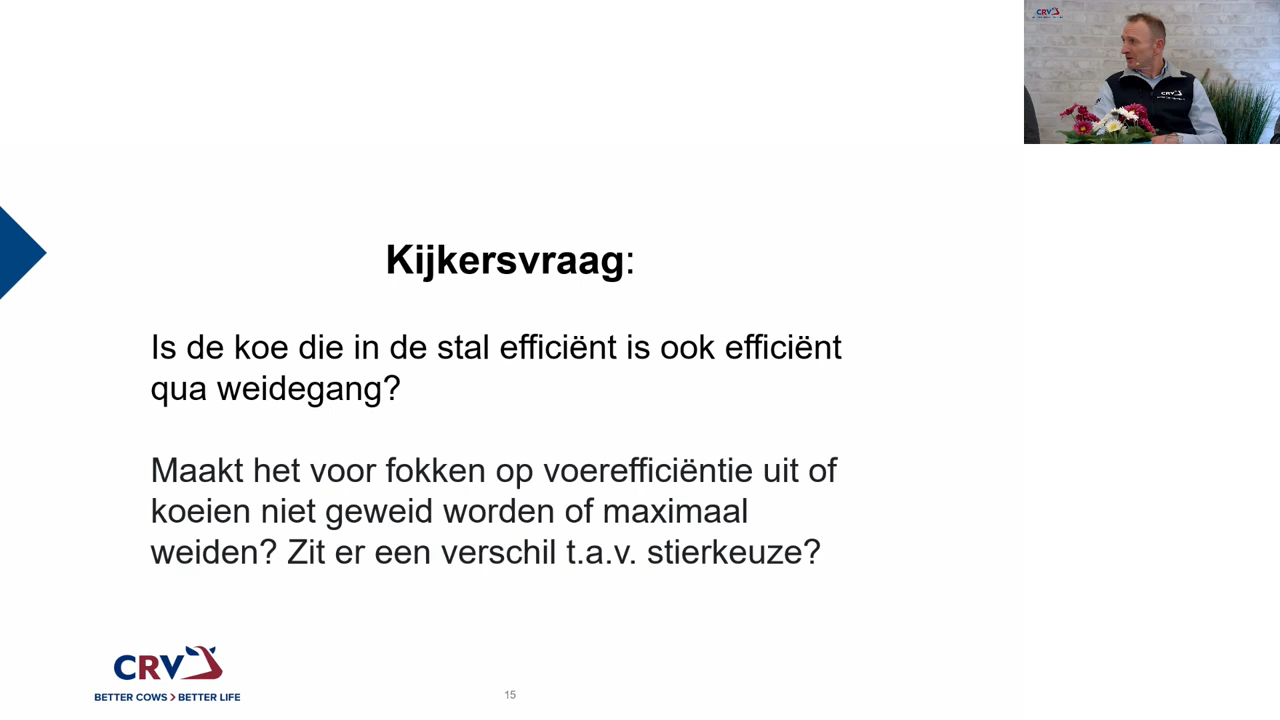 CRV
CRV
Kijkersvraag:
Is de koe die in de stal efficiënt is ook efficiënt
qua weidegang?
Maakt het voor fokken op voerefficiëntie uit of
koeien niet geweid worden of maximaal
weiden? Zit er een verschil t.a.v. stierkeuze?
CRV
BETTER COWS > BETTER LIFE
15